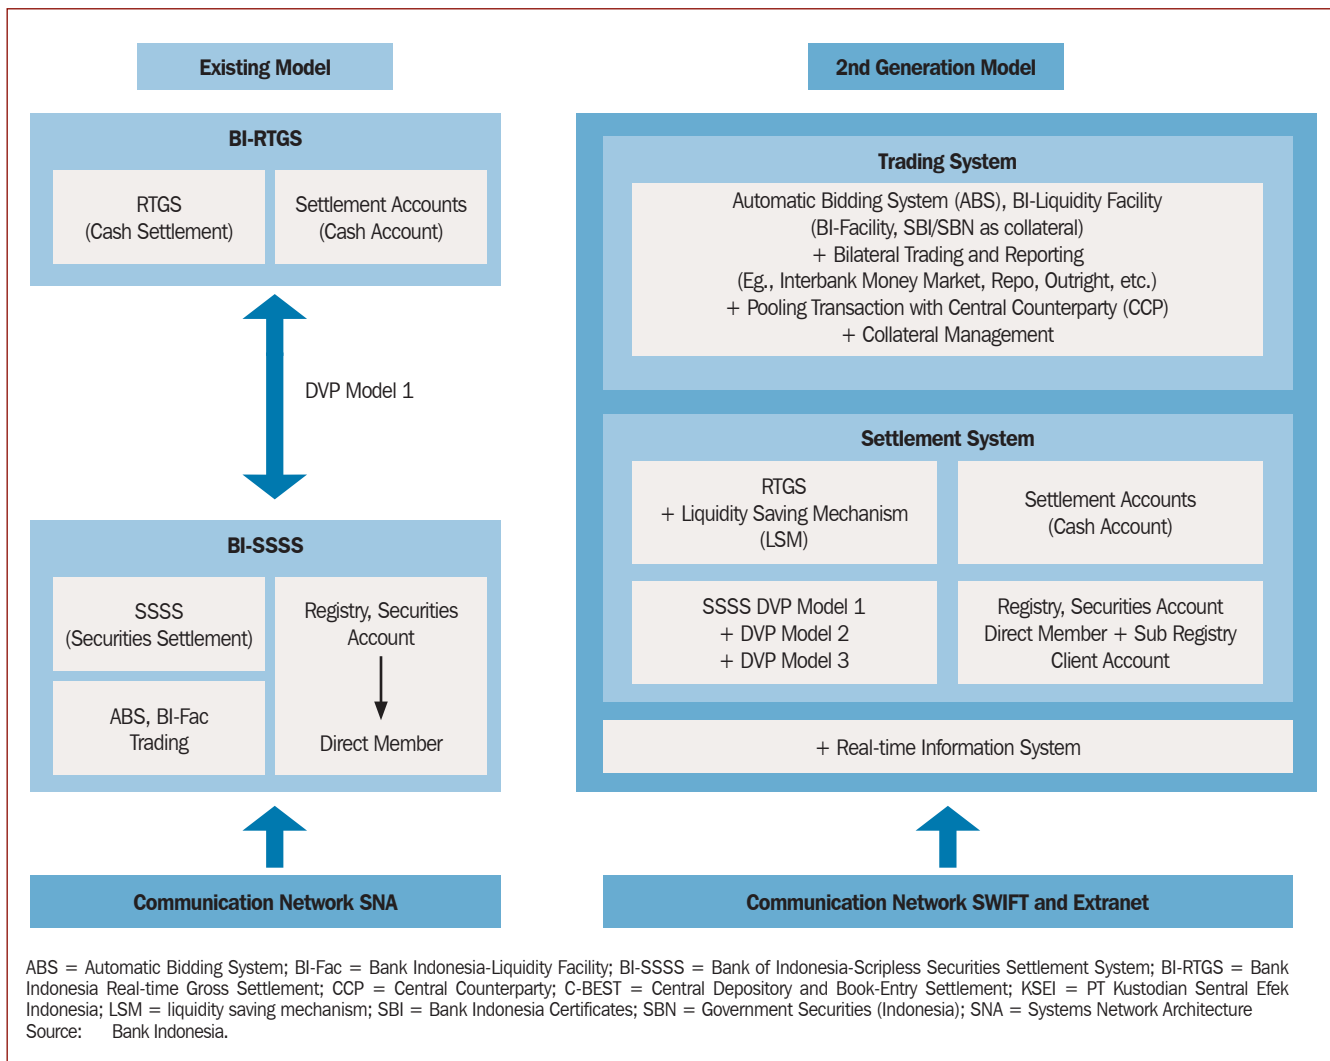 Existing Model
BI-RTGS
RTGS
(Cash Settlement)
Settlement Accounts
(Cash Account)
DVP Model 1
BI-SSSS
SSSS
(Securities Settlement)
ABS, BI-Fac
Trading
Registry, Securities
Account
Direct Member
Communication Network SNA
2nd Generation Model
Trading System
Automatic Bidding System (ABS), BI-Liquidity Facility
(BI-Facility, SBI/SBN as collateral)
+ Bilateral Trading and Reporting
(Eg., Interbank Money Market, Repo, Outright, etc.)
+ Pooling Transaction with Central Counterparty (CCP)
+ Collateral Management
Settlement System
RTGS
+ Liquidity Saving Mechanism
(LSM)
Settlement Accounts
(Cash Account)
SSSS DVP Model 1
+ DVP Model 2
+ DVP Model 3
Registry, Securities Account
Direct Member + Sub Registry
Client Account
+ Real-time Information System
Communication Network SWIFT and Extranet
ABS = Automatic Bidding System; BI-Fac = Bank Indonesia-Liquidity Facility; BI-SSSS = Bank of Indonesia-Scripless Securities Settlement System; BI-RTGS = Bank
Indonesia Real-time Gross Settlement; CCP = Central Counterparty; C-BEST = Central Depository and Book-Entry Settlement; KSEI = PT Kustodian Sentral Efek
Indonesia; LSM = liquidity saving mechanism; SBI = Bank Indonesia Certificates; SBN = Government Securities (Indonesia); SNA = Systems Network Architecture
Source: Bank Indonesia.